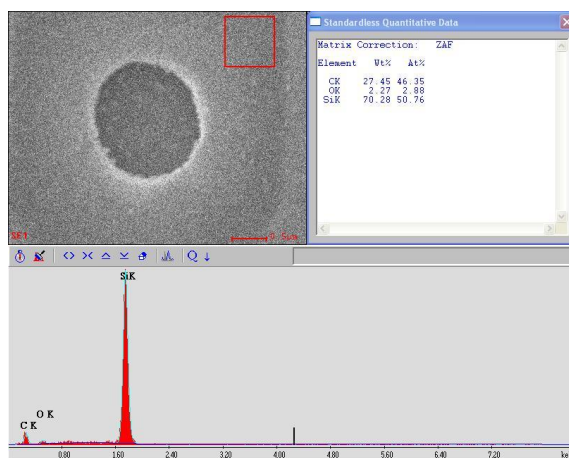 Standardless Quantitative Data
Matrix Correction: ZAF
Element Wt% At%
CK 27.45 46.35
OK 2.27 2.88
SiK 70.28 50.76
SE1
Q
SiK
O K
C K
0.80 1.60 2.40 3.20 4.00 4.80 5.60 6.40 7.20 ke